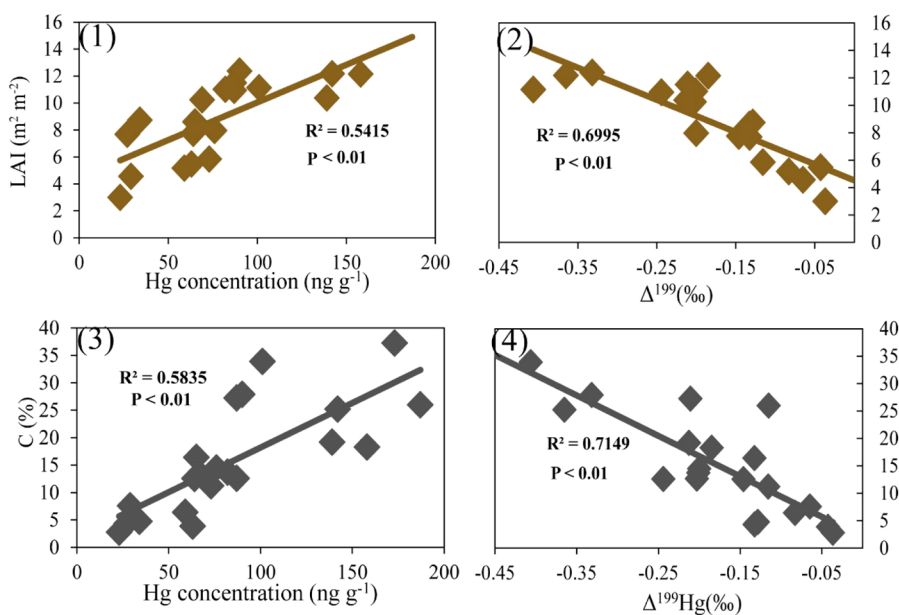 (1)
LAI (m² m⁻²)
16
14
12
10
8
6
4
2
0
R² = 0.5415
P < 0.01
0 50 100 150 200
Hg concentration (ng g⁻¹)
(2)
16
14
12
10
8
6
4
2
0
R² = 0.6995
P < 0.01
-0.45 -0.35 -0.25 -0.15 -0.05
Δ¹⁹⁹(‰)
(3)
C (%)
40
35
30
25
20
15
10
5
0
R² = 0.5835
P < 0.01
0 50 100 150 200
Hg concentration (ng g⁻¹)
(4)
40
35
30
25
20
15
10
5
0
R² = 0.7149
P < 0.01
-0.45 -0.35 -0.25 -0.15 -0.05
Δ¹⁹⁹Hg(‰)